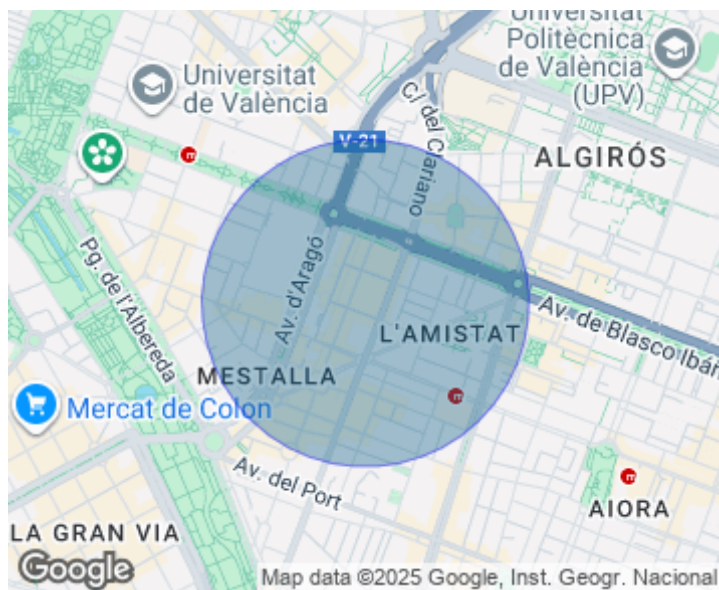 Universitat
Politècnica
de València
(UPV)
Universitat
de València
V-21
C/ del Clariano
ALGIRÓS
Pg. de l'Albereda
Av. d'Aragó
L'AMISTAT
Av. de Blasco Ibáñ
MESTALLA
Mercat de Colon
Av. del Port
AIORA
LA GRAN VIA
Google
Map data ©2025 Google, Inst. Geogr. Nacional